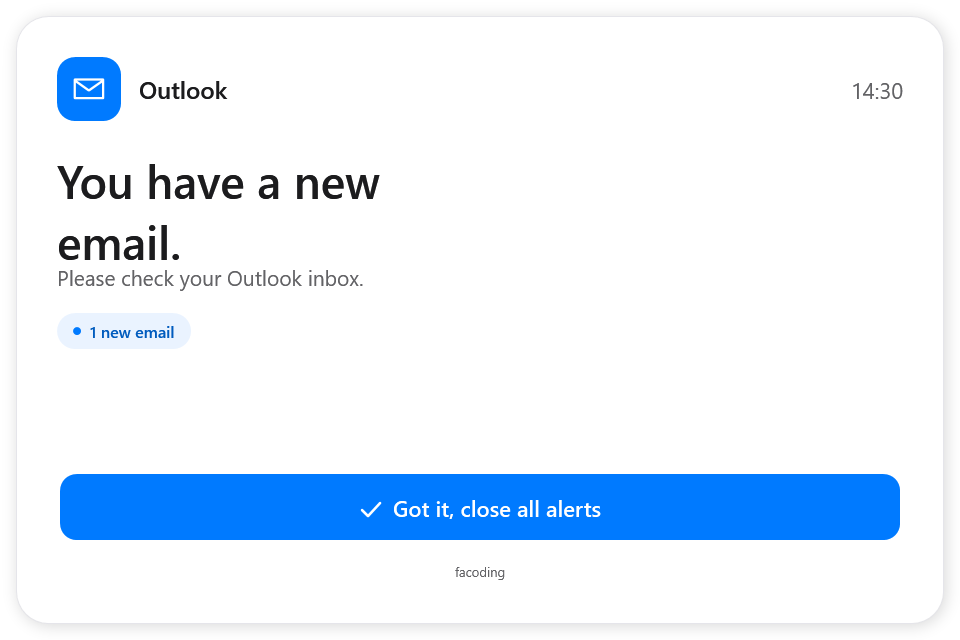 Outlook
14:30
You have a new
email.
Please check your Outlook inbox.
1 new email
Got it, close all alerts
facoding